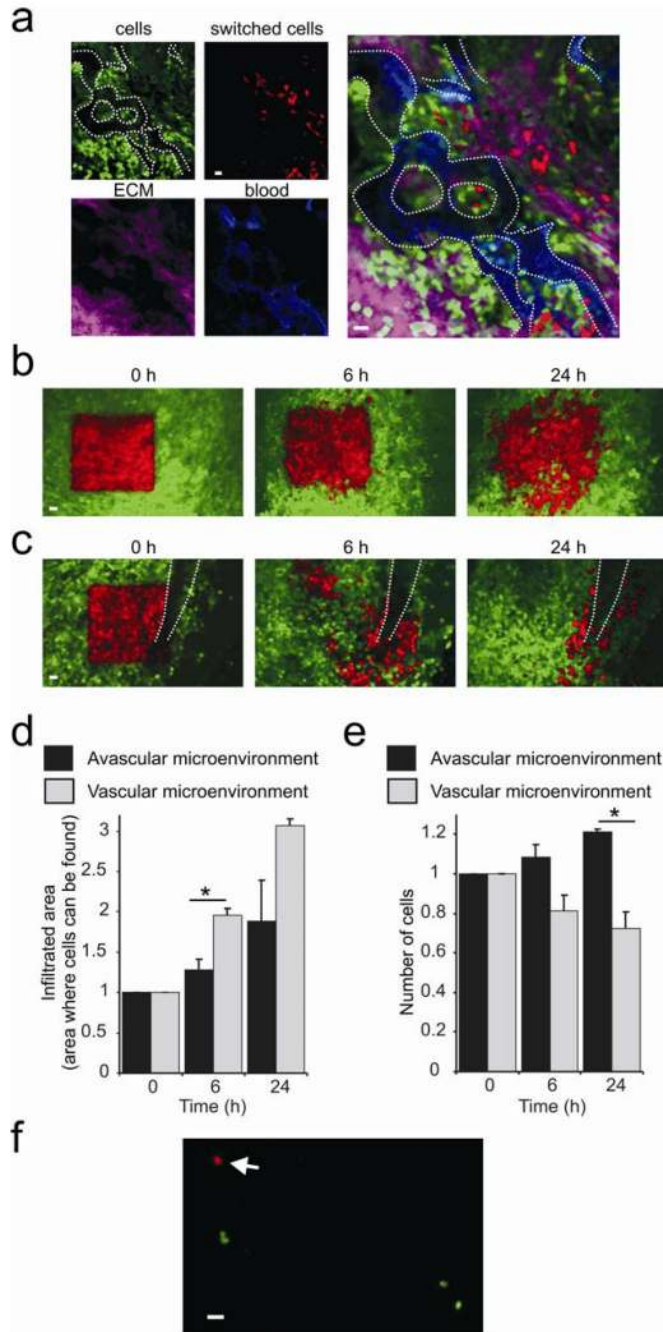 a
cells
switched cells
ECM
blood
b
0 h
6 h
24 h
c
0 h
6 h
24 h
d
Avascular microenvironment
Vascular microenvironment
Infiltrated area
(area where cells can be found)
3
2.5
2
1.5
1
0.5
0
*
0
6
24
Time (h)
e
Avascular microenvironment
Vascular microenvironment
Number of cells
1.2
1
0.8
0.6
0.4
0.2
0
*
0
6
24
Time (h)
f